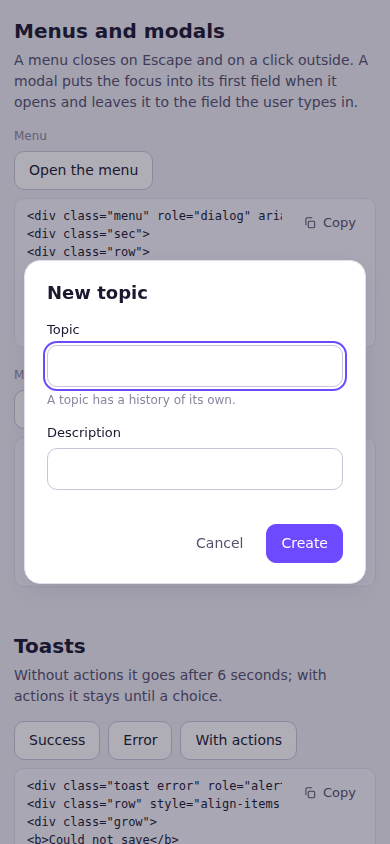 Menus and modals
A menu closes on Escape and on a click outside. A
modal puts the focus into its first field when it
opens and leaves it to the field the user types in.
Menu
Open the menu
<div class="menu" role="dialog" aria
Copy
<div class="sec">
<div class="row">
New topic
Topic
A topic has a history of its own.
Description
Cancel
Create
Toasts
Without actions it goes after 6 seconds; with
actions it stays until a choice.
Success
Error
With actions
<div class="toast error" role="aler
Copy
<div class="row" style="align-items
<div class="grow">
<b>Could not save</b>